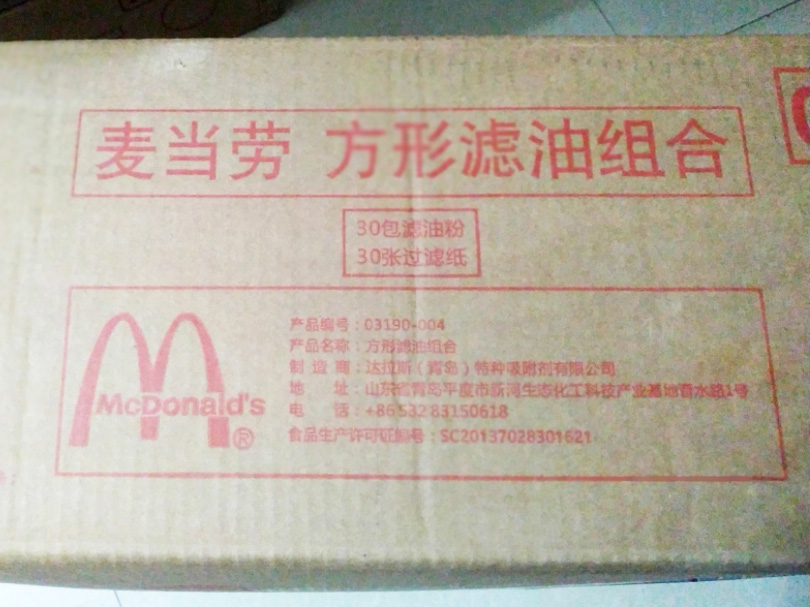 麦当劳 方形滤油组合
30包滤油粉
30张过滤纸
McDonald's®
产品编号：03190-004
产品名称：方形滤油组合
制 造 商：达拉斯（青岛）特种吸附剂有限公司
地 址：山东省青岛平度市新河生态化工科技产业基地百水路1号
电 话：+86 532 83150618
食品生产许可证编号：SC20137028301621